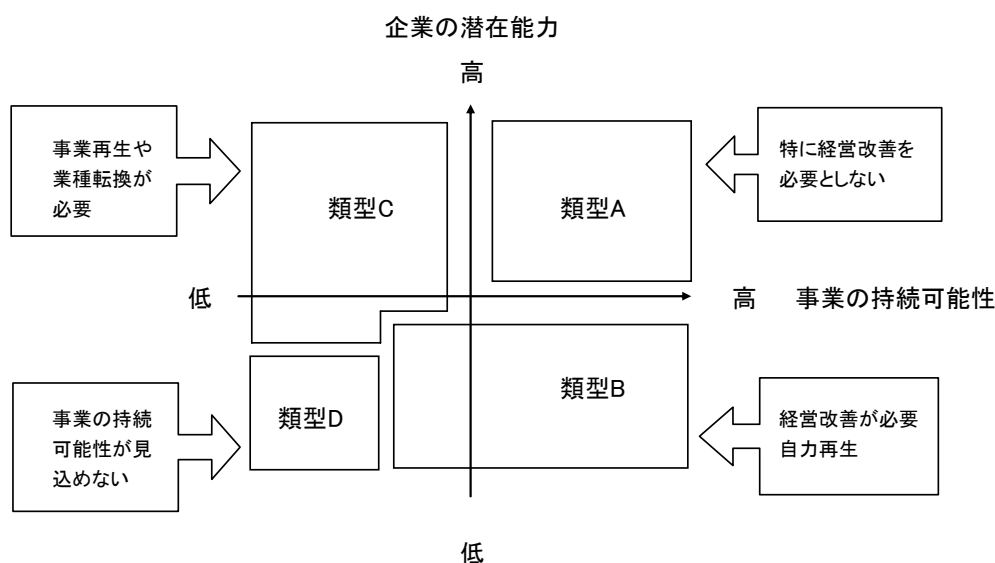 企業の潜在能力
高
事業再生や
業種転換が
必要
類型C
類型A
特に経営改善を
必要としない
低
高
事業の持続可能性
事業の持続
可能性が見
込めない
類型D
類型B
経営改善が必要
自力再生
低